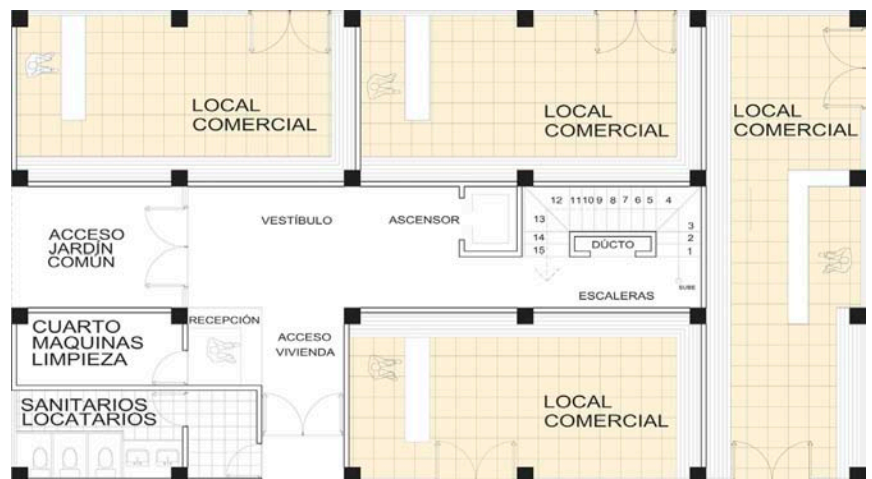 LOCAL
COMERCIAL
LOCAL
COMERCIAL
LOCAL
COMERCIAL
ACCESO
JARDÍN
COMÚN
VESTÍBULO
ASCENSOR
12 11 10 9 8 7 6 5 4
13
14
15
DÚCTO
3
2
1
SUBE
ESCALERAS
CUARTO
MAQUINAS
LIMPIEZA
RECEPCIÓN
ACCESO
VIVIENDA
SANITARIOS
LOCATARIOS
LOCAL
COMERCIAL